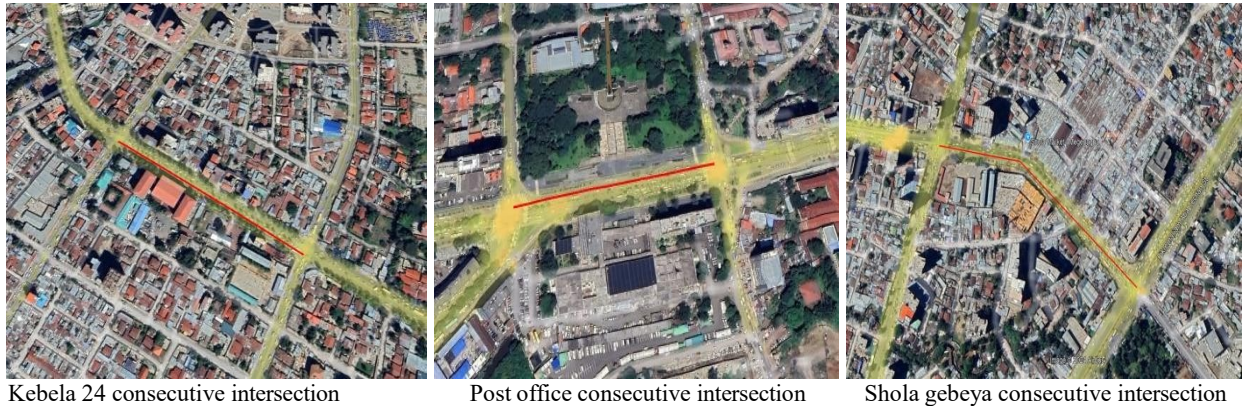 Kebela 24 consecutive intersection
Post office consecutive intersection
Shola gebeya consecutive intersection